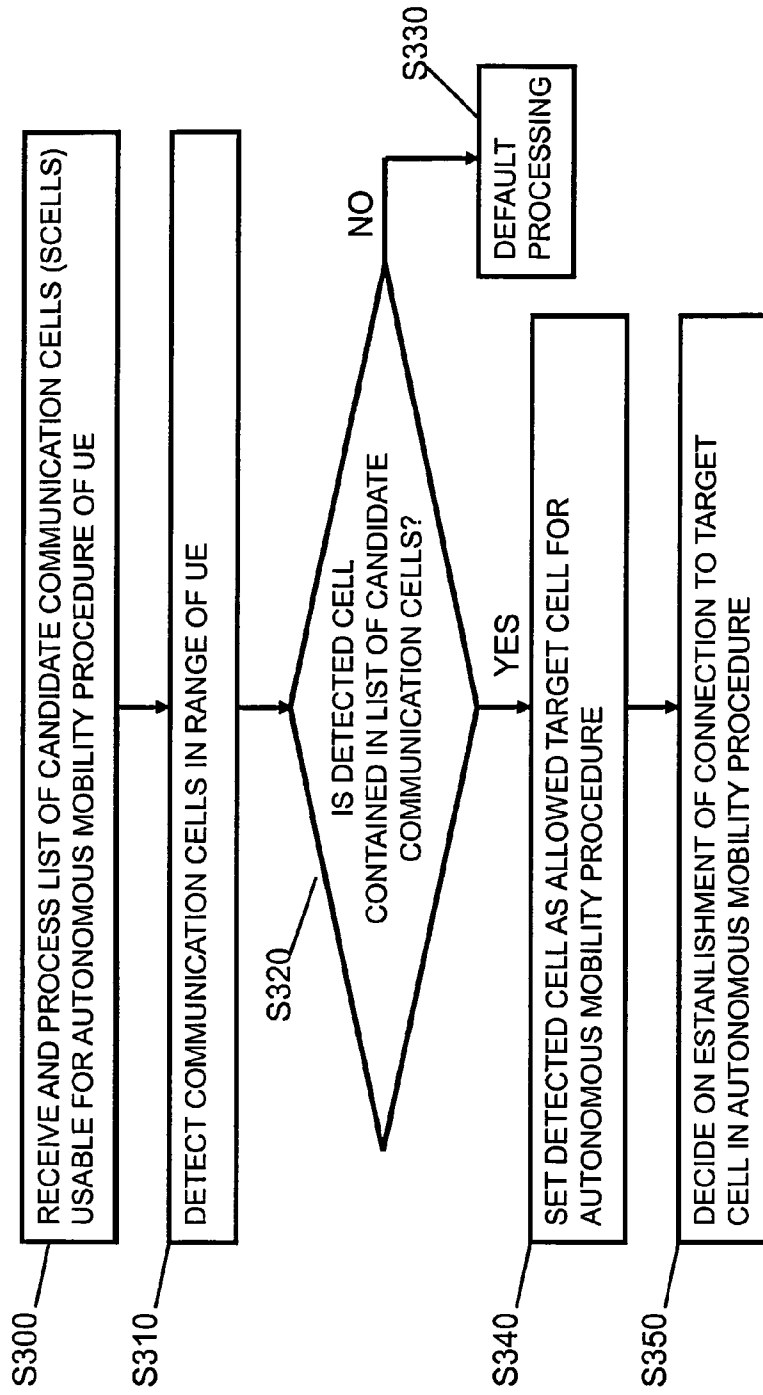 S300
RECEIVE AND PROCESS LIST OF CANDIDATE COMMUNICATION CELLS (SCELLS)
USABLE FOR AUTONOMOUS MOBILITY PROCEDURE OF UE
S310
DETECT COMMUNICATION CELLS IN RANGE OF UE
S320
IS DETECTED CELL
CONTAINED IN LIST OF CANDIDATE
COMMUNICATION CELLS?
NO
S330
DEFAULT
PROCESSING
YES
S340
SET DETECTED CELL AS ALLOWED TARGET CELL FOR
AUTONOMOUS MOBILITY PROCEDURE
S350
DECIDE ON ESTANLISHMENT OF CONNECTION TO TARGET
CELL IN AUTONOMOUS MOBILITY PROCEDURE